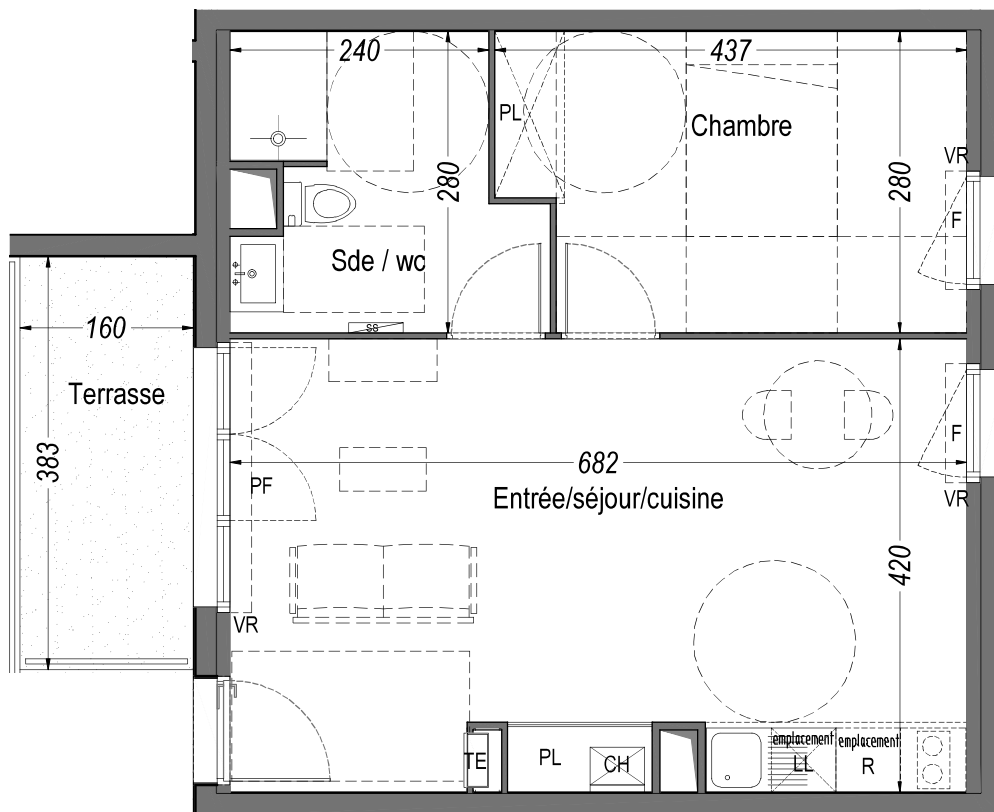 240
437
PL
Chambre
VR
280
280
F
Sde / wc
SS
160
Terrasse
383
PF
682
F
Entrée/séjour/cuisine
VR
420
VR
TE
PL
CH
emplacement
LL
emplacement
R